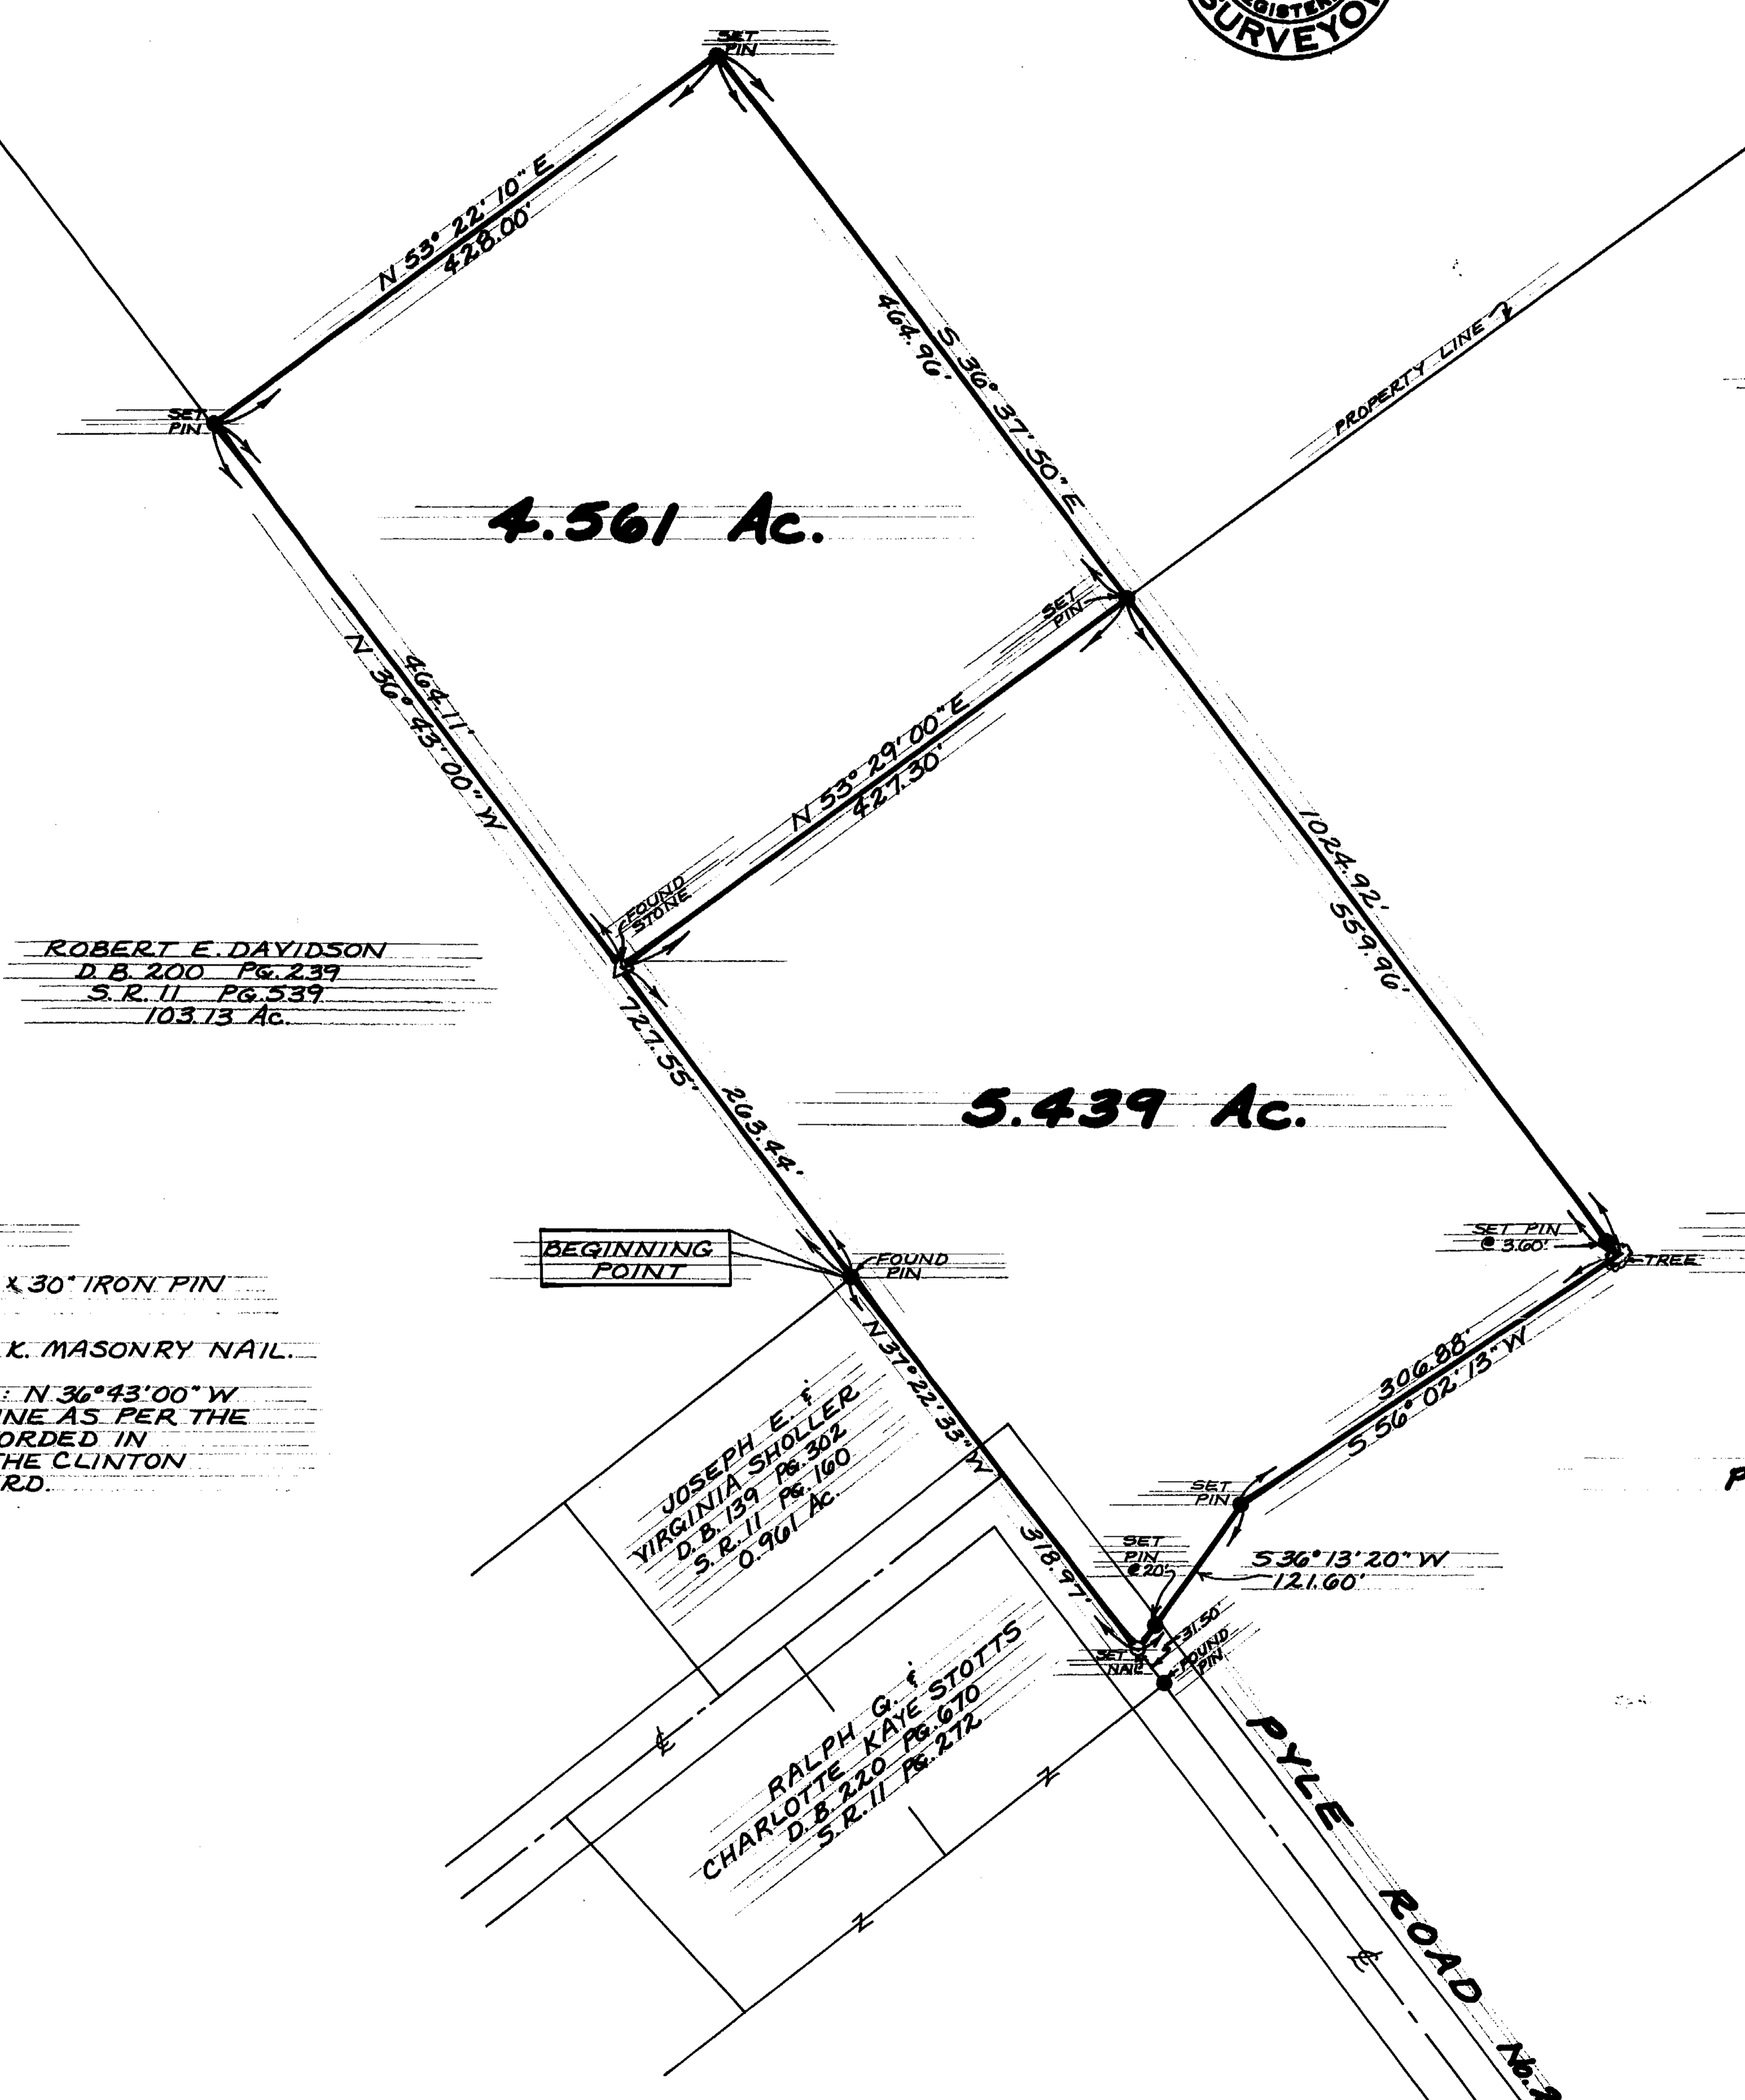 REGISTERED
SURVEYOR
SET
PIN
N 53° 22' 10" E
428.00'
464.96'
S 36° 37' 50" E
PROPERTY LINE
SET
PIN
4.561 Ac.
SET
PIN
464.11'
N 36° 43' 00" W
N 53° 29' 00" E
427.30'
1024.92'
559.96'
FOUND
STONE
ROBERT E. DAVIDSON
D. B. 200 PG. 239
S. R. 11 PG. 539
103.13 Ac.
727.55'
263.44'
5.439 Ac.
BEGINNING
POINT
FOUND
PIN
SET PIN
@ 3.60'
TREE
x 30" IRON PIN
K. MASONRY NAIL.
: N 36° 43' 00" W
INE AS PER THE
ORDED IN
THE CLINTON
RD.
N 37° 22' 33" W
318.97'
306.88'
S 56° 02' 13" W
JOSEPH E. &
VIRGINIA SHOLLER
D. B. 139 PG. 302
S. R. 11 PG. 160
0.961 Ac.
SET
PIN
SET
PIN
@ 20'
S 36° 13' 20" W
121.60'
31.50'
FOUND
PIN
SET
NAIL
RALPH G. &
CHARLOTTE KAYE STOTTS
D. B. 220 PG. 670
S. R. 11 PG. 272
PYLE ROAD No.